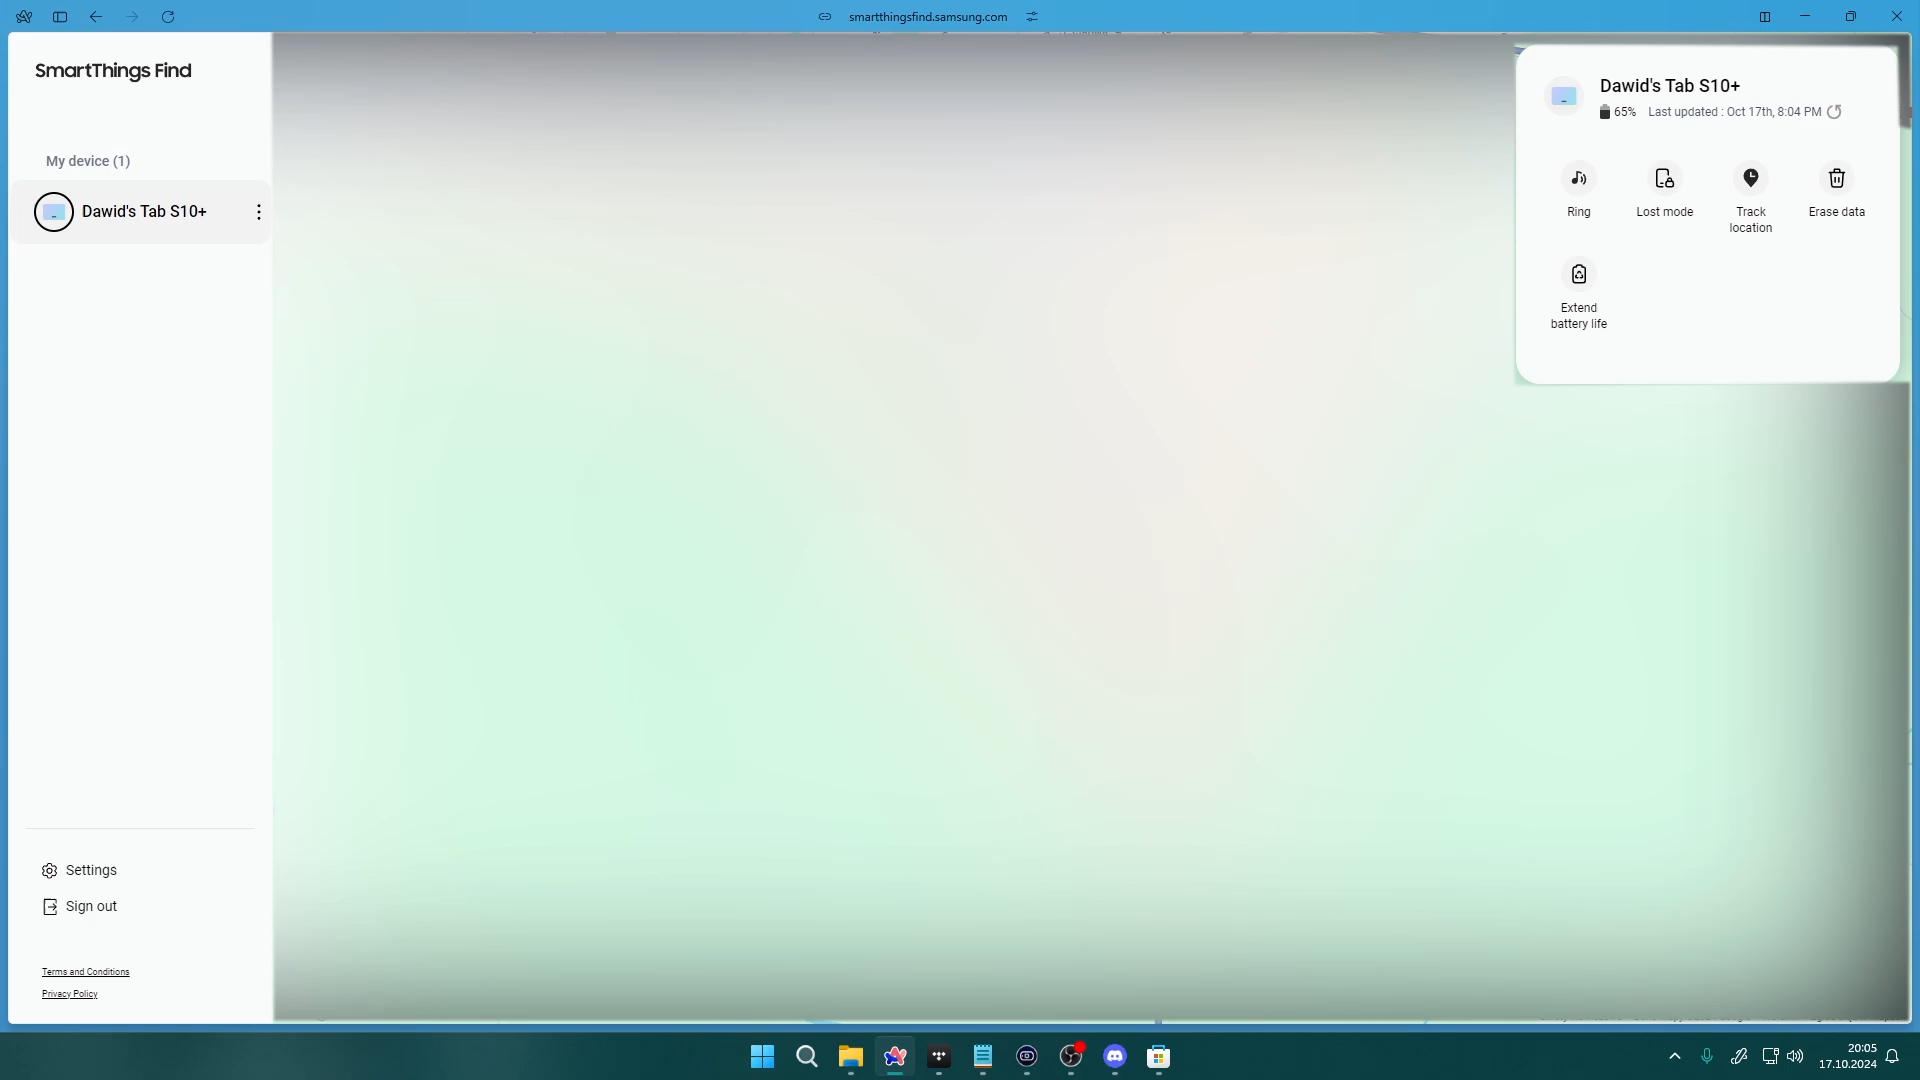 smartthingsfind.samsung.com
SmartThings Find
My device (1)
Dawid's Tab S10+
Settings
Sign out
Terms and Conditions
Privacy Policy
Dawid's Tab S10+
65% Last updated : Oct 17th, 8:04 PM
Ring
Lost mode
Track
location
Erase data
Extend
battery life
20:05
17.10.2024